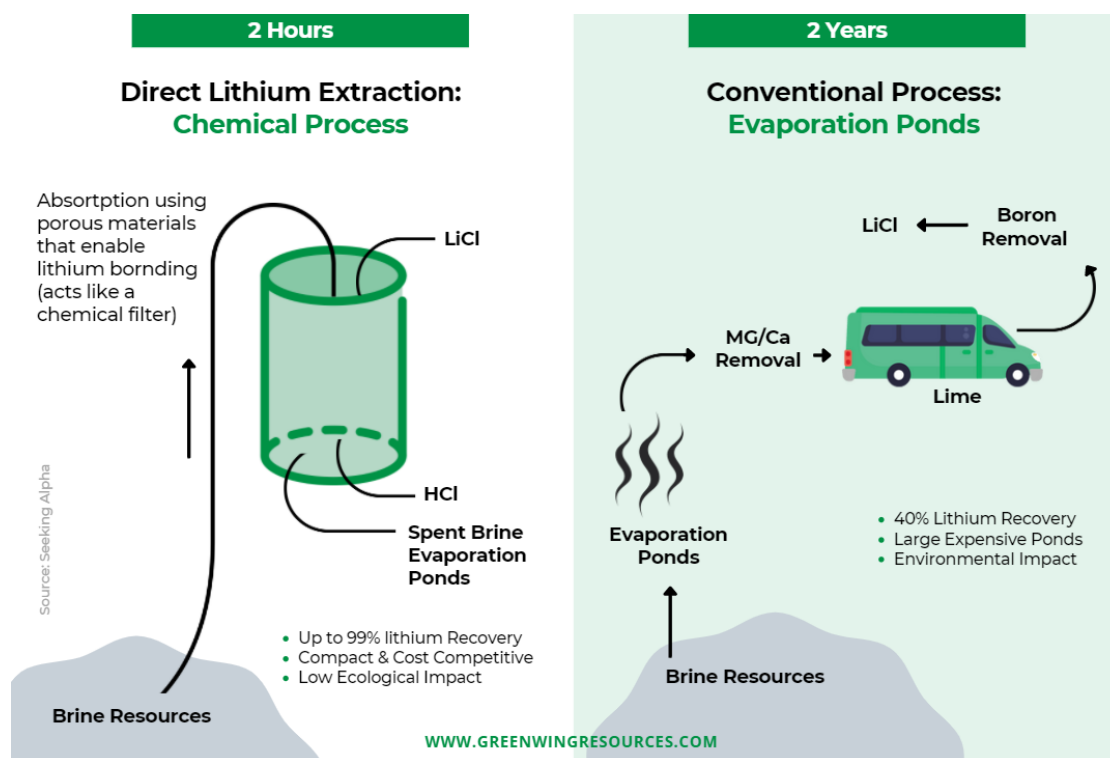 2 Hours
Direct Lithium Extraction:
Chemical Process
Absortption using
porous materials
that enable
lithium bornding
(acts like a
chemical filter)
LiCl
HCl
Spent Brine
Evaporation
Ponds
Up to 99% lithium Recovery
Compact & Cost Competitive
Low Ecological Impact
Brine Resources
Source: Seeking Alpha
2 Years
Conventional Process:
Evaporation Ponds
LiCl
Boron
Removal
MG/Ca
Removal
Lime
Evaporation
Ponds
40% Lithium Recovery
Large Expensive Ponds
Environmental Impact
Brine Resources
WWW.GREENWINGRESOURCES.COM